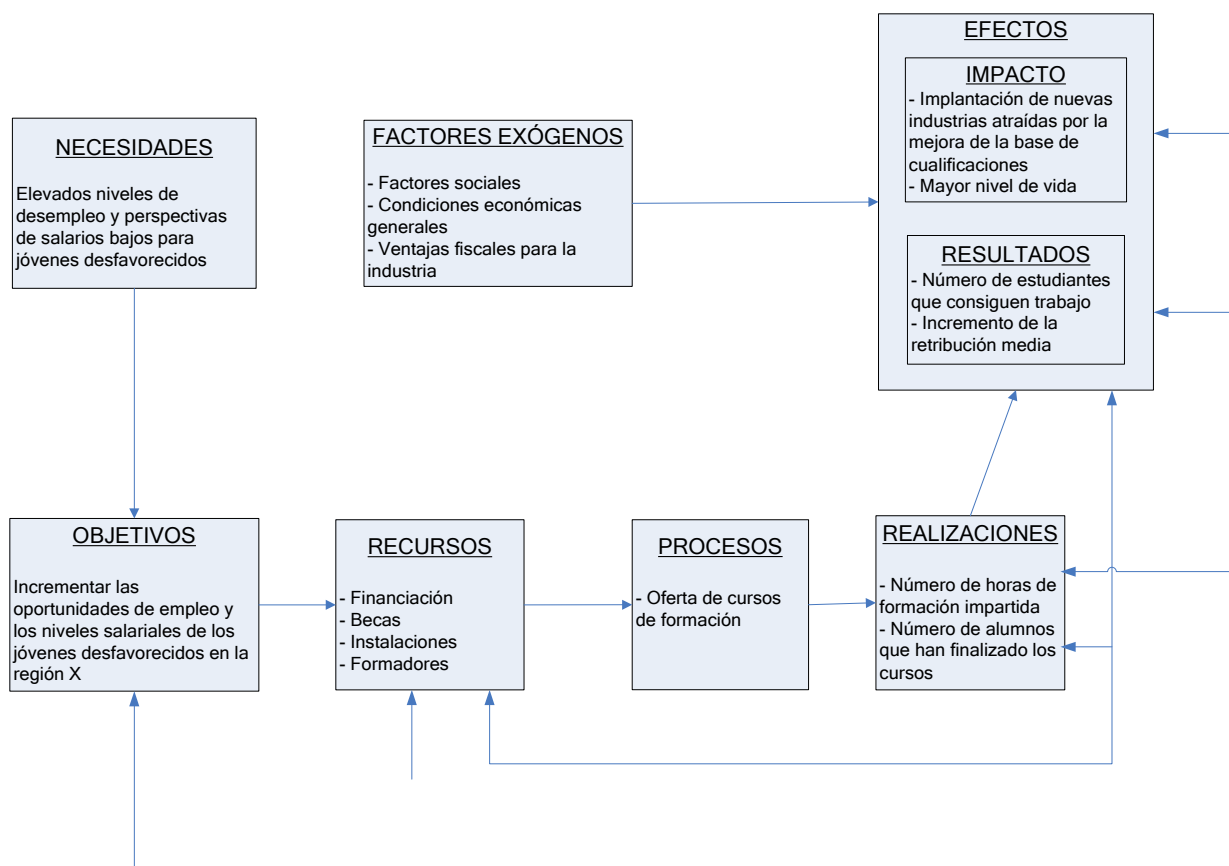 NECESIDADES
Elevados niveles de
desempleo y perspectivas
de salarios bajos para
jóvenes desfavorecidos
FACTORES EXÓGENOS
- Factores sociales
- Condiciones económicas
generales
- Ventajas fiscales para la
industria
EFECTOS
IMPACTO
- Implantación de nuevas
industrias atraídas por la
mejora de la base de
cualificaciones
- Mayor nivel de vida
RESULTADOS
- Número de estudiantes
que consiguen trabajo
- Incremento de la
retribución media
OBJETIVOS
Incrementar las
oportunidades de empleo y
los niveles salariales de los
jóvenes desfavorecidos en la
región X
RECURSOS
- Financiación
- Becas
- Instalaciones
- Formadores
PROCESOS
- Oferta de cursos
de formación
REALIZACIONES
- Número de horas de
formación impartida
- Número de alumnos
que han finalizado los
cursos